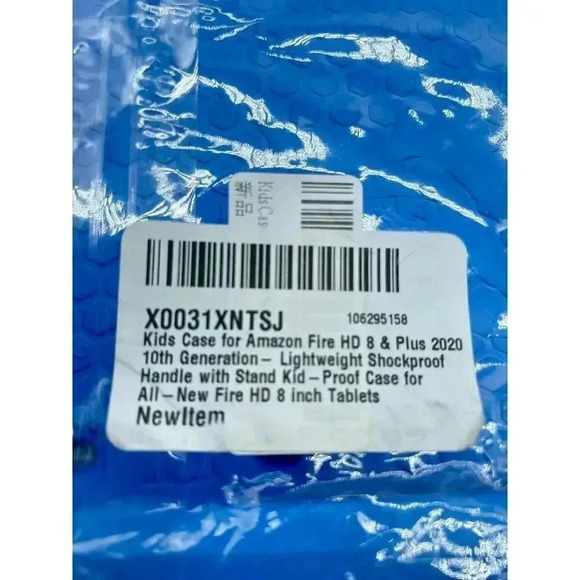 Kids Cas
新品
X0031XNTSJ
106295158
Kids Case for Amazon Fire HD 8 & Plus 2020
10th Generation– Lightweight Shockproof
Handle with Stand Kid–Proof Case for
All–New Fire HD 8 inch Tablets
NewItem